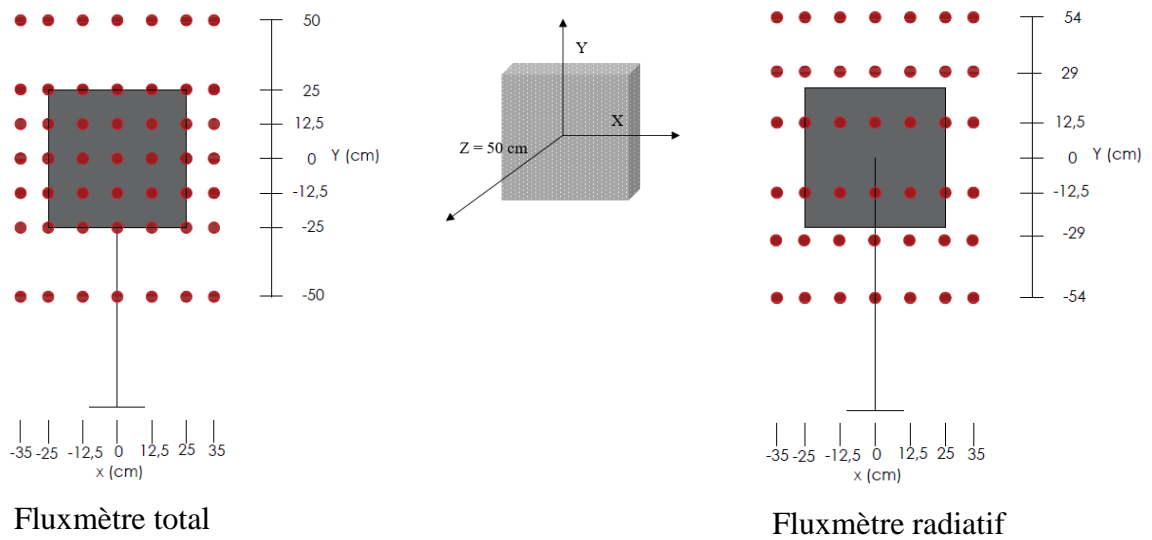 50
25
12,5
0 Y (cm)
-12,5
-25
-50
-35 -25 -12,5 0 12,5 25 35
x (cm)
Fluxmètre total
Y
X
Z = 50 cm
54
29
12,5
0 Y (cm)
-12,5
-29
-54
-35 -25 -12,5 0 12,5 25 35
x (cm)
Fluxmètre radiatif